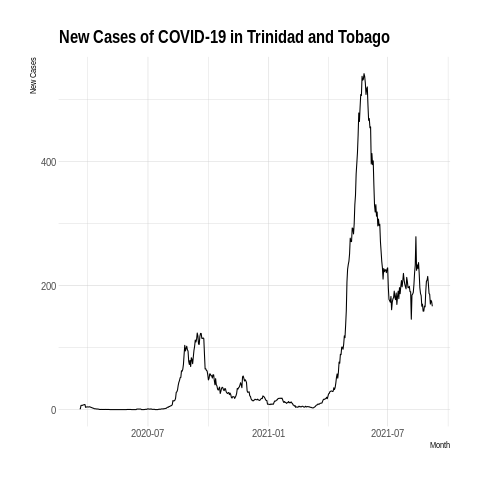 New Cases of COVID-19 in Trinidad and Tobago
New Cases
400
200
0
2020-07
2021-01
2021-07
Month